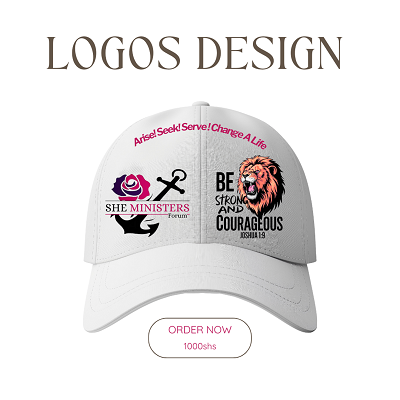 LOGOS DESIGN
Arise! Seek! Serve! Change A Life
SHE MINISTERS
Forum
BE
STRONG
AND
COURAGEOUS
JOSHUA 1:9
ORDER NOW
1000shs